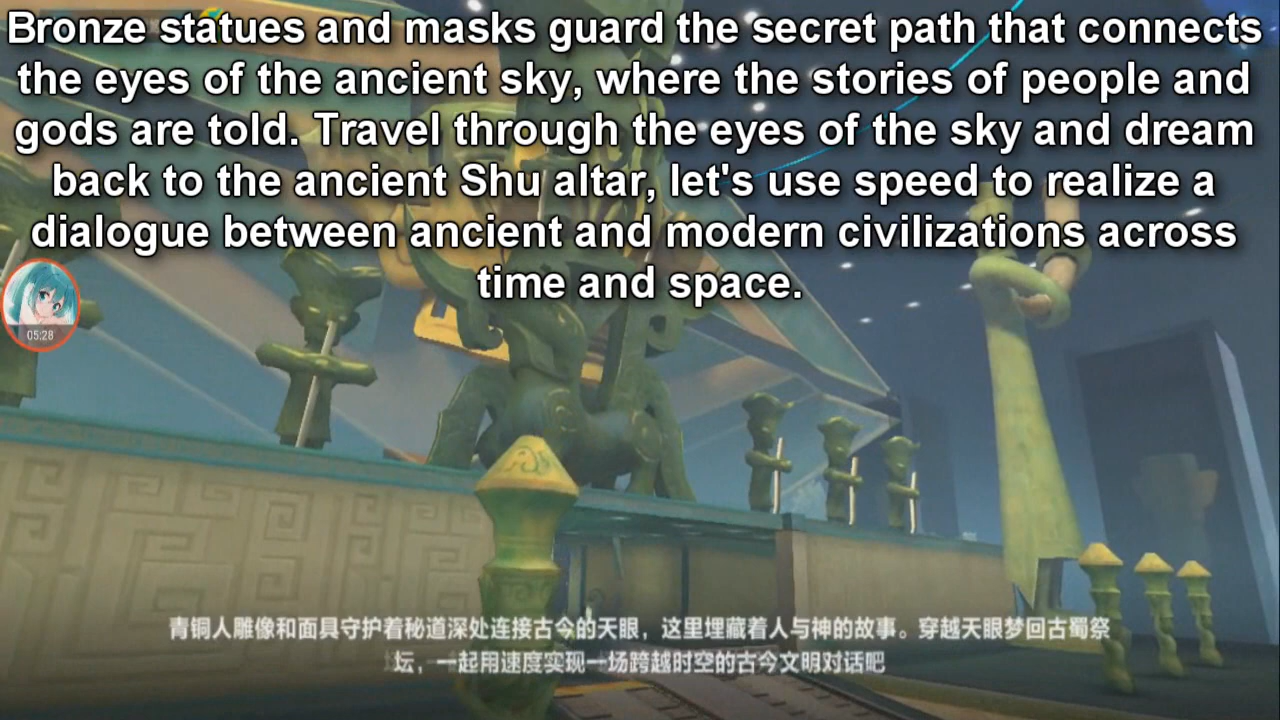 Bronze statues and masks guard the secret path that connects
the eyes of the ancient sky, where the stories of people and
gods are told. Travel through the eyes of the sky and dream
back to the ancient Shu altar, let's use speed to realize a
dialogue between ancient and modern civilizations across
time and space.
05:28
青铜人雕像和面具守护着秘道深处连接古今的天眼，这里埋藏着人与神的故事。穿越天眼梦回古蜀祭
坛，一起用速度实现一场跨越时空的古今文明对话吧